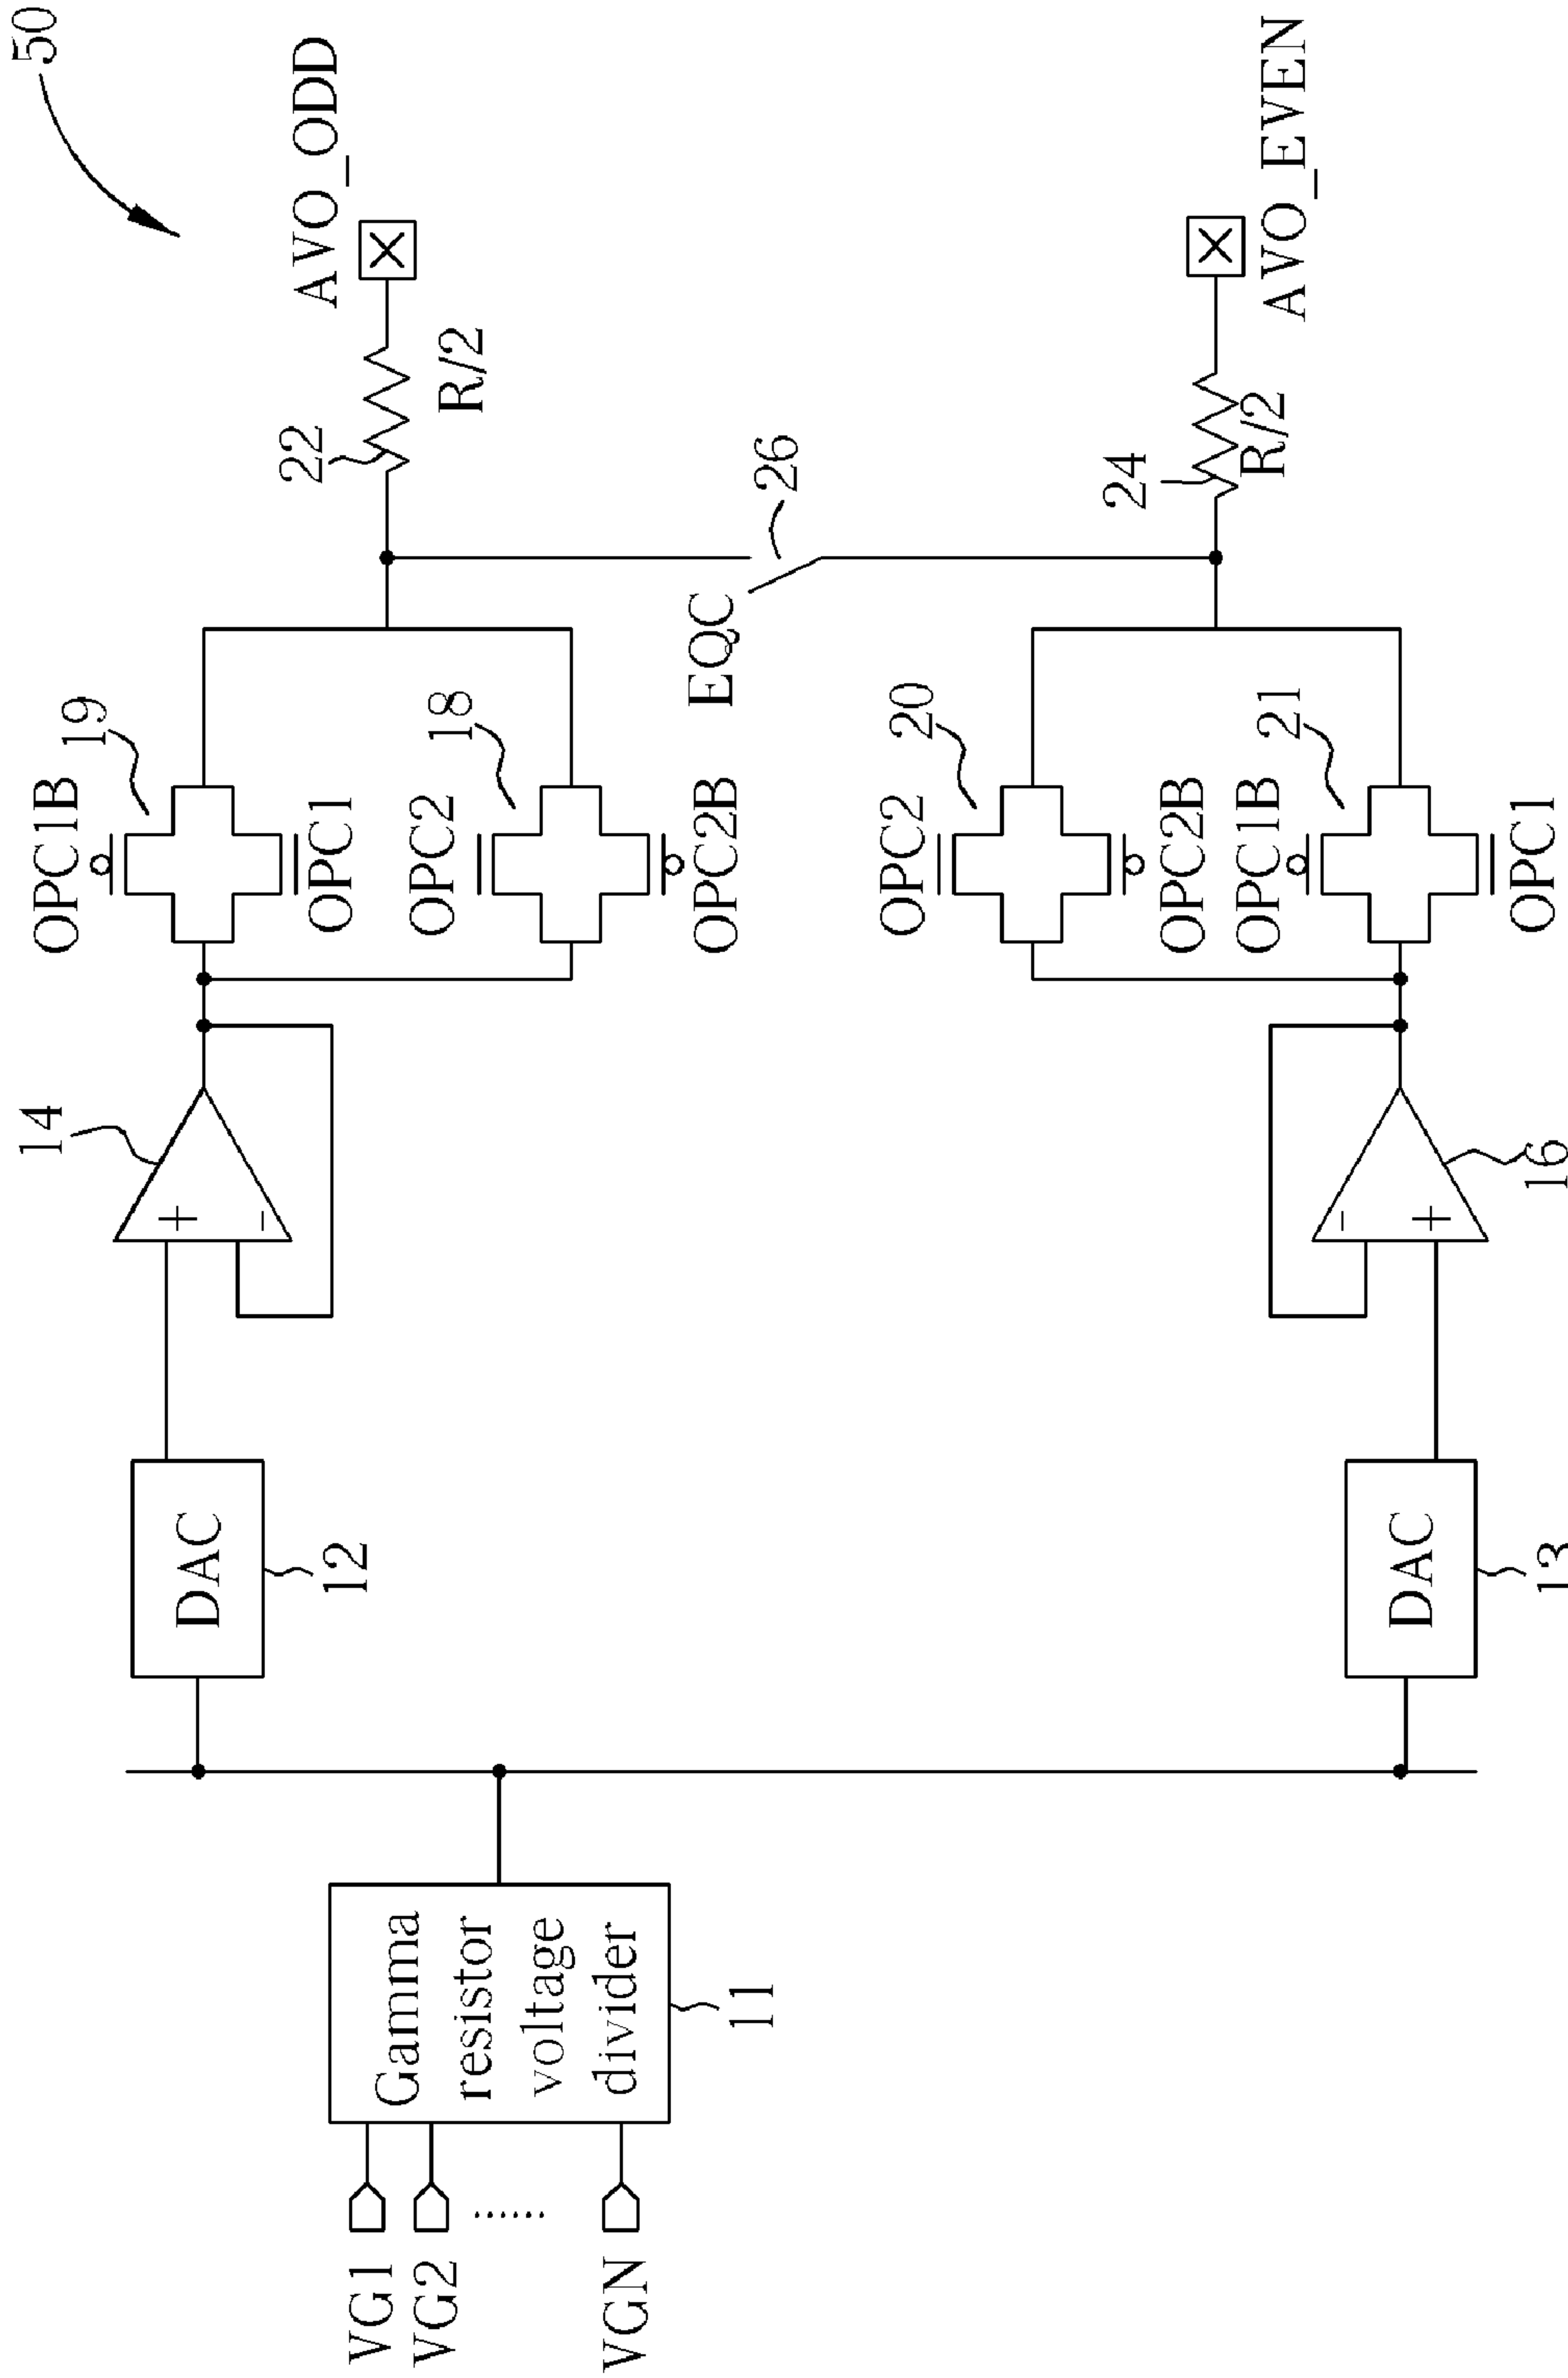 50
VG1
VG2
......
VGN
Gamma
resistor
voltage
divider
11
DAC
12
14
+
-
OPC1B
19
OPC1
OPC2
18
OPC2B
22
R/2
AVO_ODD
EQC
26
DAC
13
-
+
16
OPC2
20
OPC2B
OPC1B
21
OPC1
24
R/2
AVO_EVEN